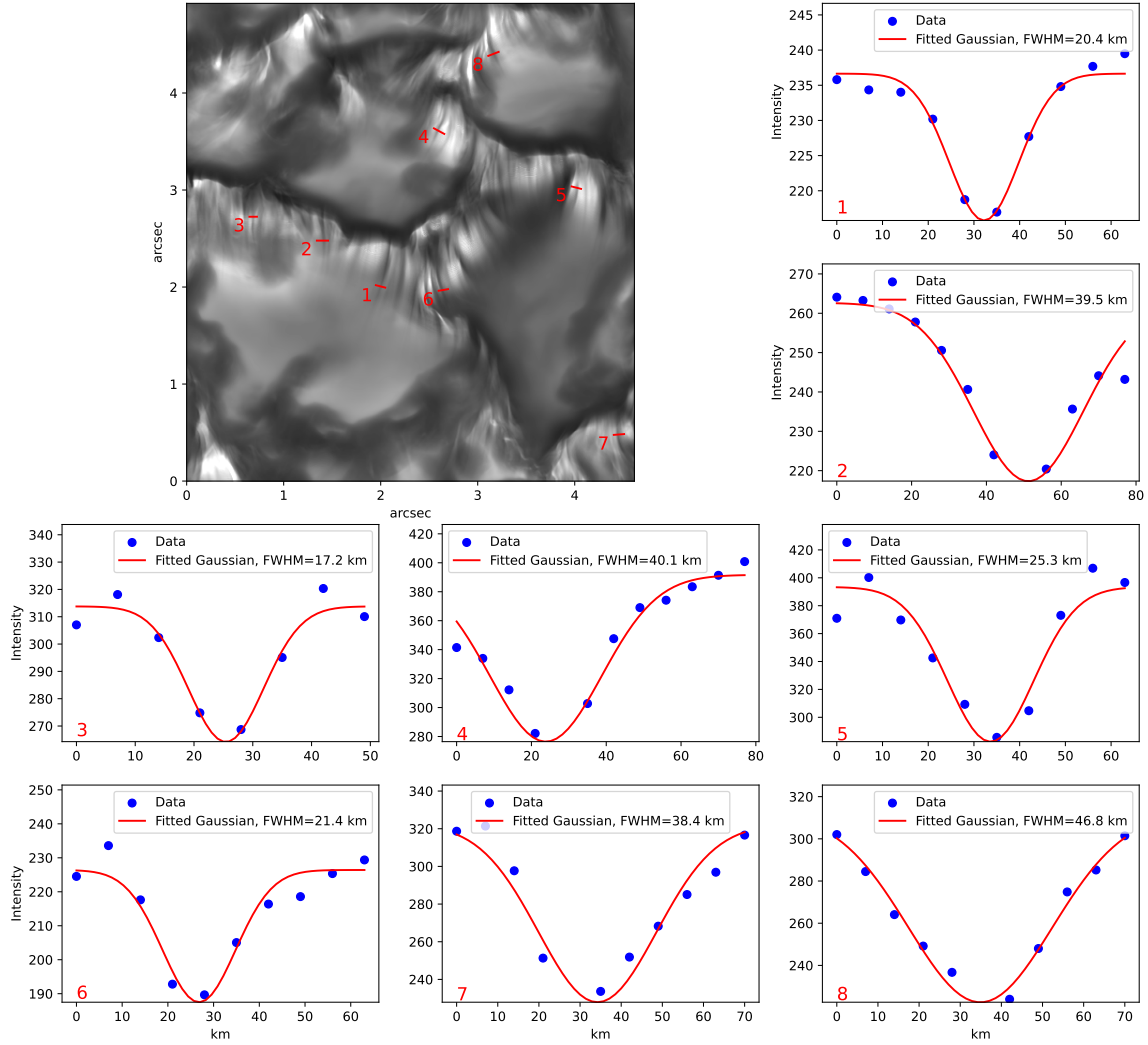 8
4
5
3
2
1
6
7
4
3
2
1
0
0 1 2 3 4
arcsec
arcsec
Data
Fitted Gaussian, FWHM=20.4 km
245
240
235
230
225
220
Intensity
1
0 10 20 30 40 50 60
Data
Fitted Gaussian, FWHM=39.5 km
270
260
250
240
230
220
Intensity
2
0 20 40 60 80
Data
Fitted Gaussian, FWHM=17.2 km
340
330
320
310
300
290
280
270
Intensity
3
0 10 20 30 40 50
Data
Fitted Gaussian, FWHM=40.1 km
420
400
380
360
340
320
300
280
4
0 20 40 60 80
Data
Fitted Gaussian, FWHM=25.3 km
420
400
380
360
340
320
300
5
0 10 20 30 40 50 60
Data
Fitted Gaussian, FWHM=21.4 km
250
240
230
220
210
200
190
Intensity
6
0 10 20 30 40 50 60
km
Data
Fitted Gaussian, FWHM=38.4 km
340
320
300
280
260
240
7
0 10 20 30 40 50 60 70
km
Data
Fitted Gaussian, FWHM=46.8 km
320
300
280
260
240
8
0 10 20 30 40 50 60 70
km